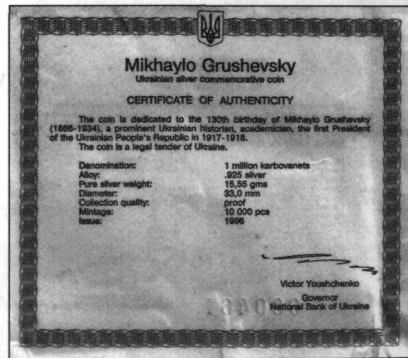 Mikhaylo Grushevsky
Ukrainian silver commemorative coin
CERTIFICATE OF AUTHENTICITY
The coin is dedicated to the 130th birthday of Mikhaylo Grushevsky
(1866-1934), a prominent Ukrainian historian, academician, the first President
of the Ukrainian People's Republic in 1917-1918.
The coin is a legal tender of Ukraine.
Denomination: 1 million karbovanets
Alloy: .925 silver
Pure silver weight: 15,55 gms
Diameter: 33,0 mm
Collection quality: proof
Mintage: 10 000 pcs
Issue: 1996
Victor Youshchenko
Governor
National Bank of Ukraine